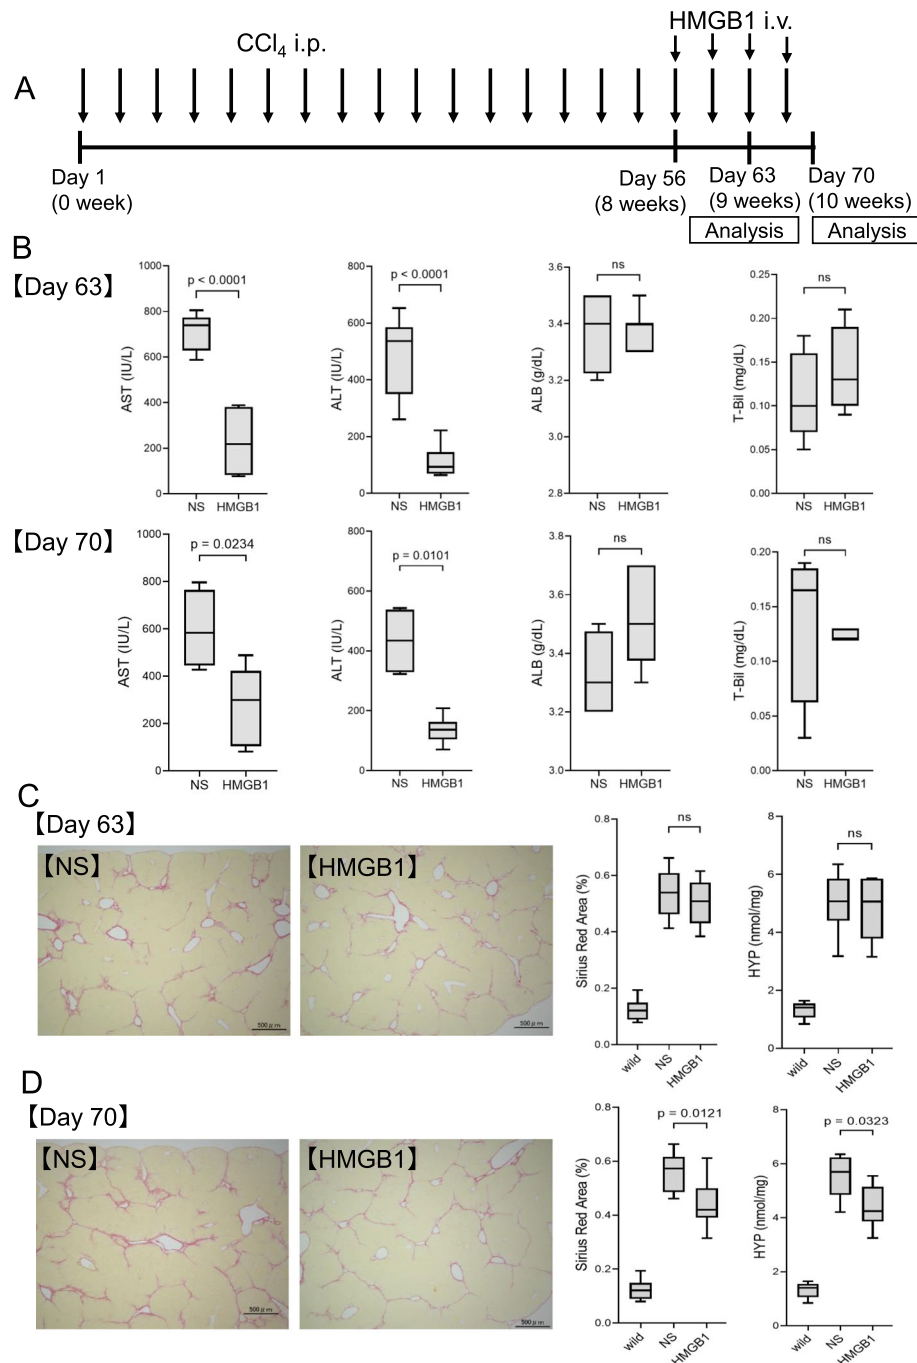 HMGB1 i.v.
CCl₄ i.p.
A
Day 1
(0 week)
Day 56
(8 weeks)
Day 63
(9 weeks)
Day 70
(10 weeks)
Analysis
Analysis
B
【Day 63】
1000
800
600
400
200
0
AST (IU/L)
p < 0.0001
NS HMGB1
800
600
400
200
0
ALT (IU/L)
p < 0.0001
NS HMGB1
3.6
3.4
3.2
3.0
2.8
ALB (g/dL)
ns
NS HMGB1
0.25
0.20
0.15
0.10
0.05
0.00
T-Bil (mg/dL)
ns
NS HMGB1
【Day 70】
1000
800
600
400
200
0
AST (IU/L)
p = 0.0234
NS HMGB1
800
600
400
200
0
ALT (IU/L)
p = 0.0101
NS HMGB1
3.8
3.6
3.4
3.2
3.0
ALB (g/dL)
ns
NS HMGB1
0.20
0.15
0.10
0.05
0.00
T-Bil (mg/dL)
ns
NS HMGB1
C
【Day 63】
【NS】
500μm
【HMGB1】
500μm
0.8
0.6
0.4
0.2
0.0
Sirius Red Area (%)
ns
wild NS HMGB1
8
6
4
2
0
HYP (nmol/mg)
ns
wild NS HMGB1
D
【Day 70】
【NS】
500μm
【HMGB1】
500μm
0.8
0.6
0.4
0.2
0.0
Sirius Red Area (%)
p = 0.0121
wild NS HMGB1
8
6
4
2
0
HYP (nmol/mg)
p = 0.0323
wild NS HMGB1